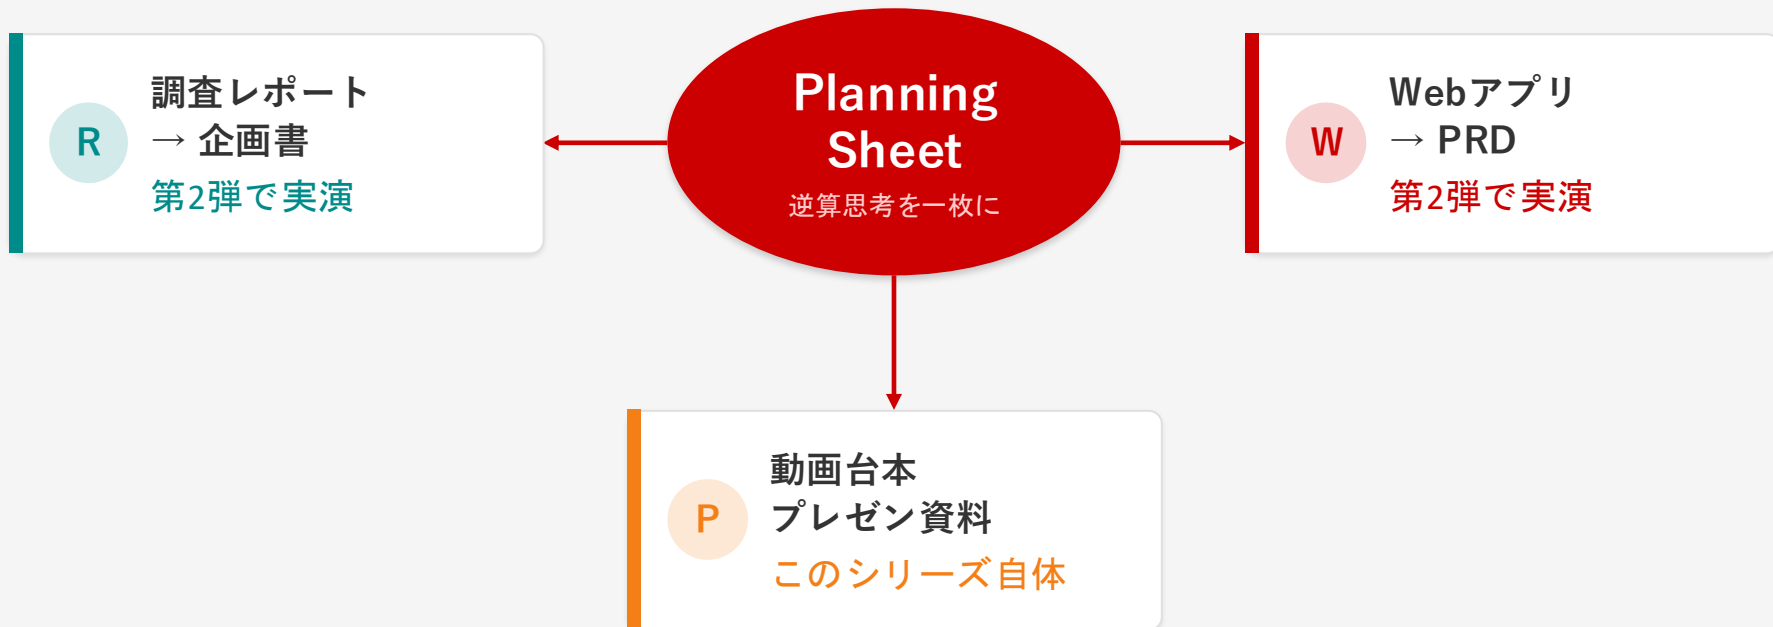 R
調査レポート
→ 企画書
第2弾で実演
Planning
Sheet
逆算思考を一枚に
W
Webアプリ
→ PRD
第2弾で実演
P
動画台本
プレゼン資料
このシリーズ自体